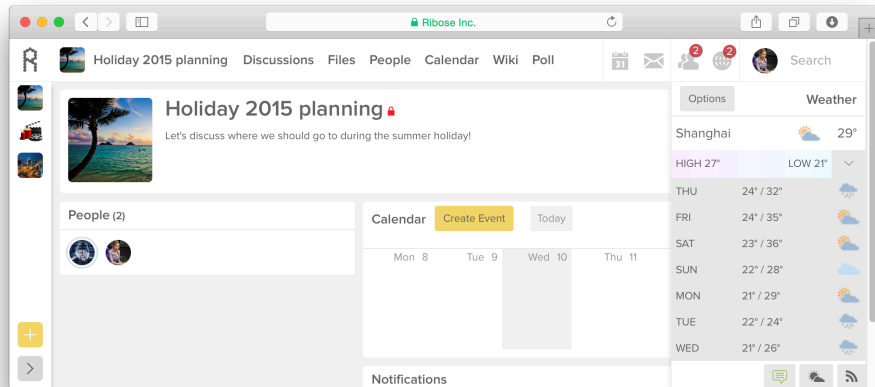 Ribose Inc.
Holiday 2015 planning Discussions Files People Calendar Wiki Poll 31 2 2 Search
Options Weather
Holiday 2015 planning
Let's discuss where we should go to during the summer holiday!
Shanghai 29°
HIGH 27° LOW 21°
THU 24° / 32°
FRI 24° / 35°
SAT 23° / 36°
SUN 22° / 28°
MON 21° / 29°
TUE 22° / 24°
WED 21° / 26°
People (2)
Calendar Create Event Today
Mon 8 Tue 9 Wed 10 Thu 11
Notifications